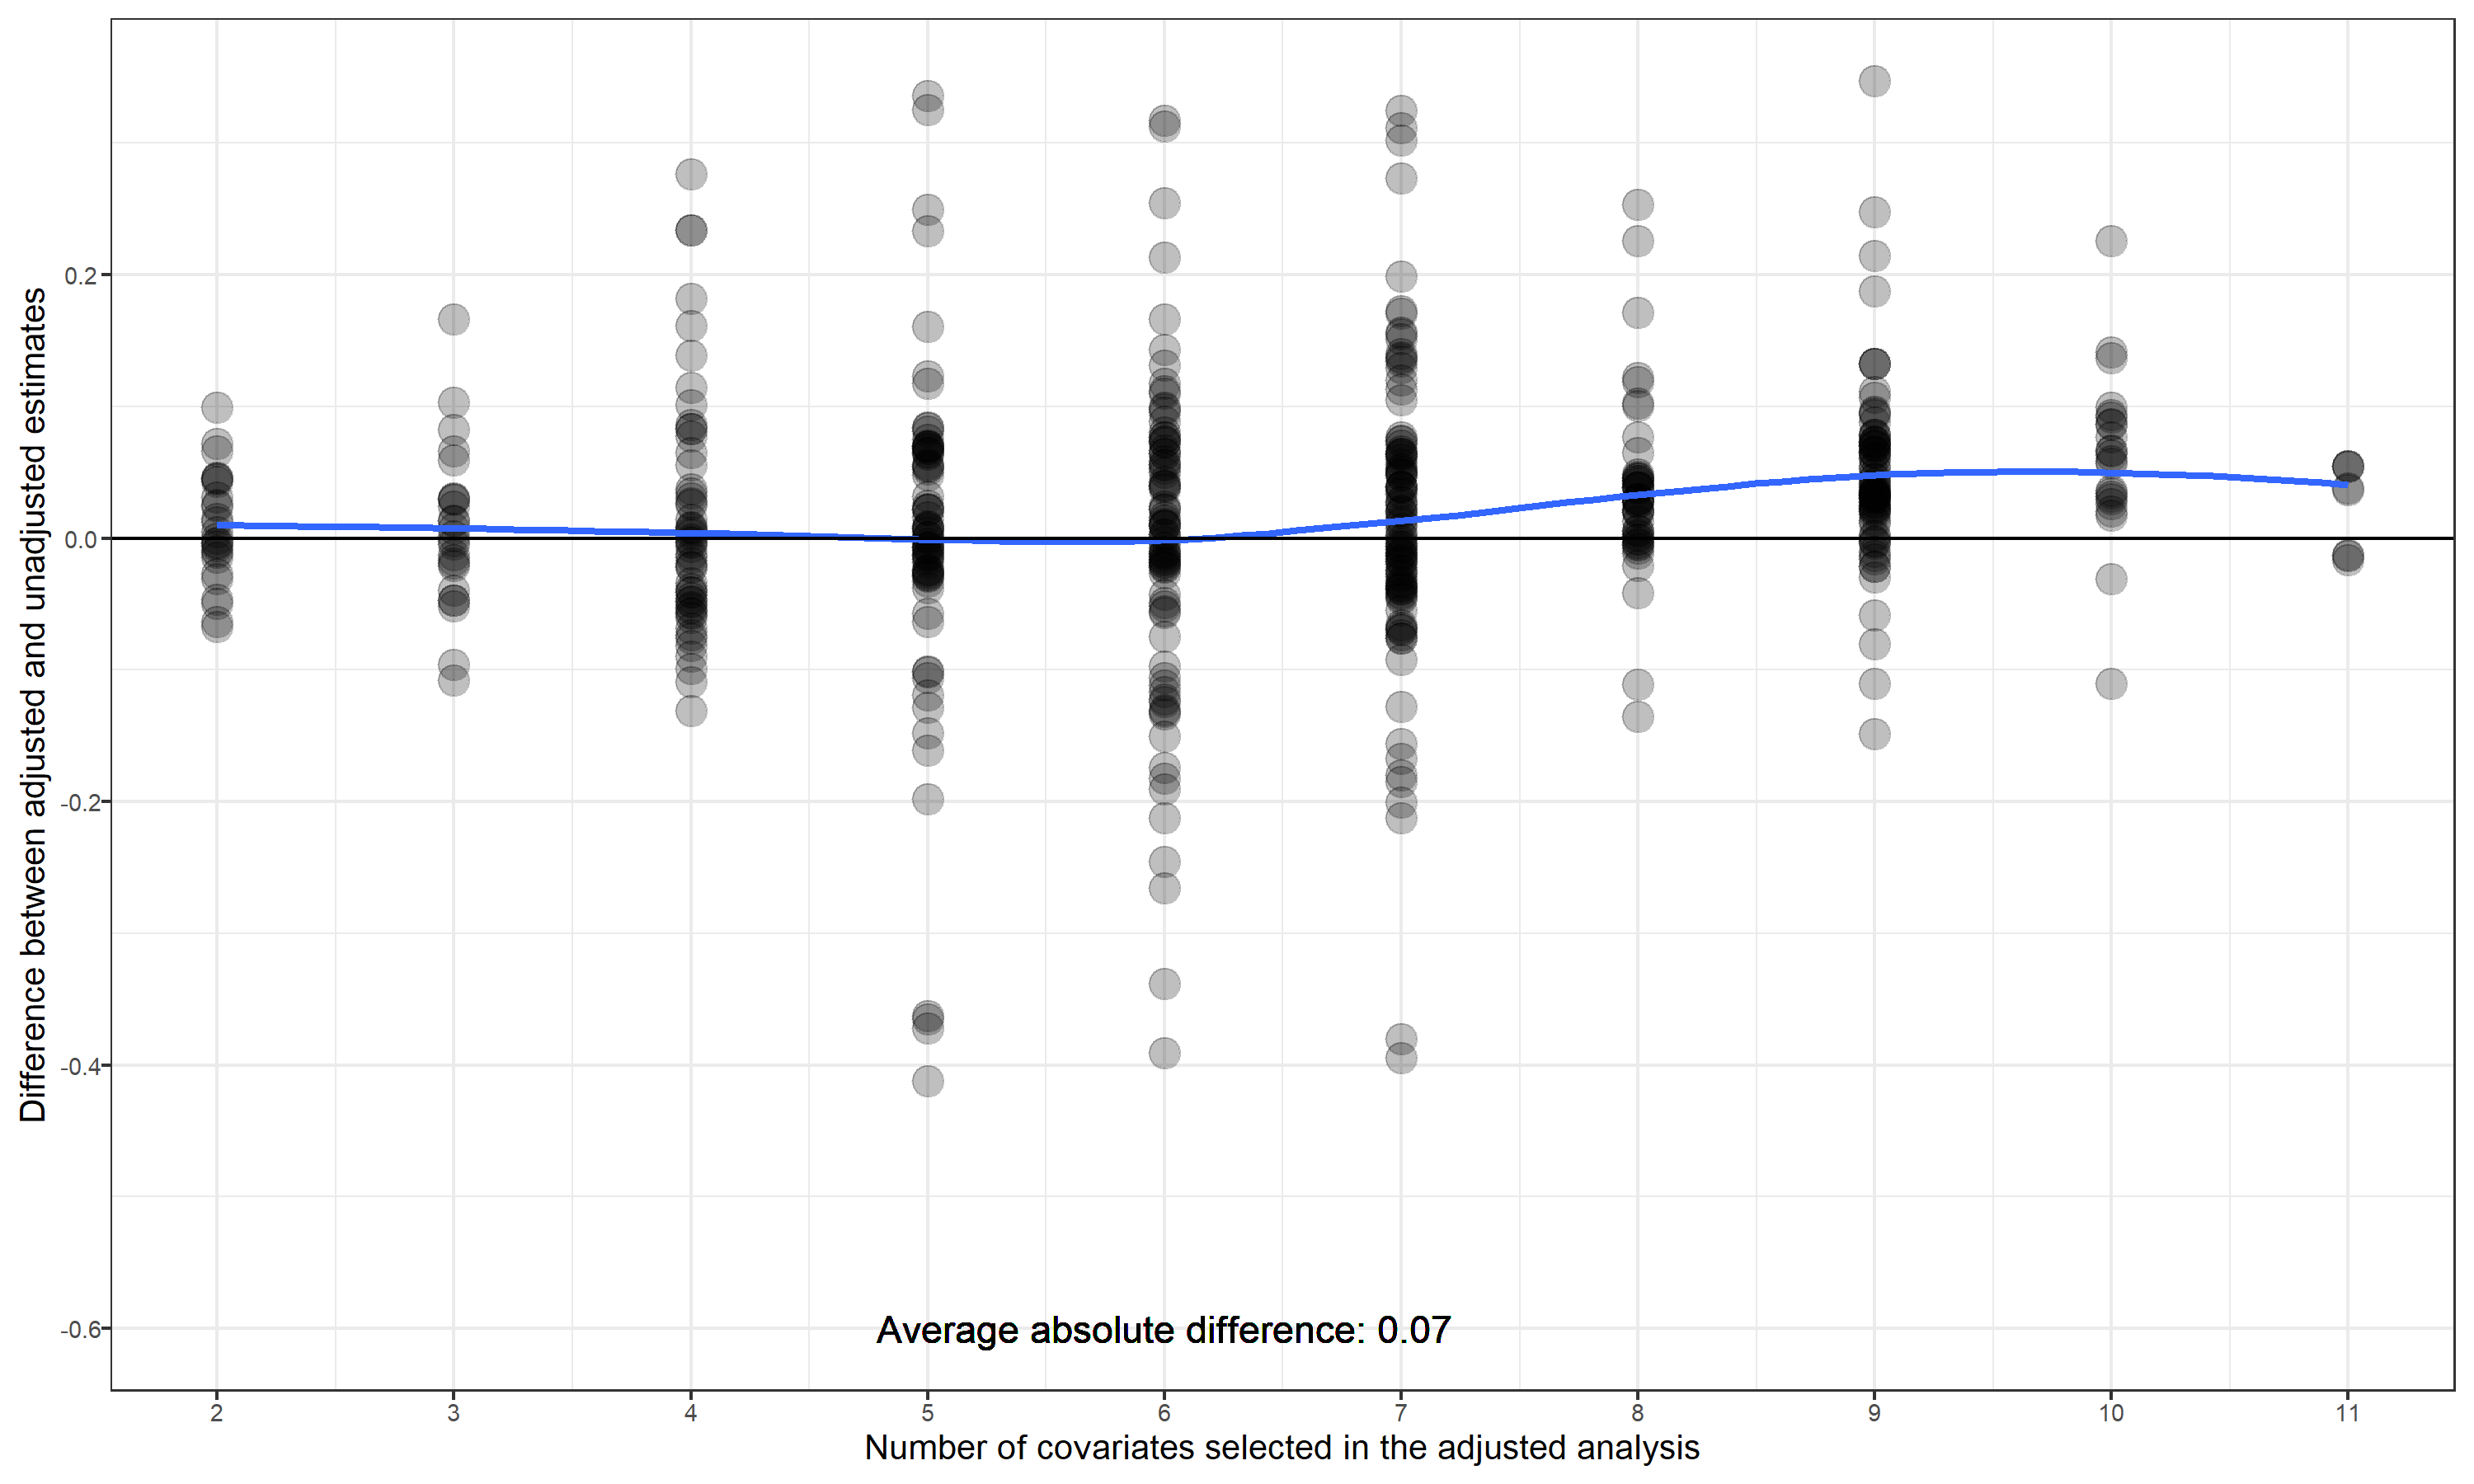 Difference between adjusted and unadjusted estimates
0.2
0.0
-0.2
-0.4
-0.6
Average absolute difference: 0.07
2 3 4 5 6 7 8 9 10 11
Number of covariates selected in the adjusted analysis